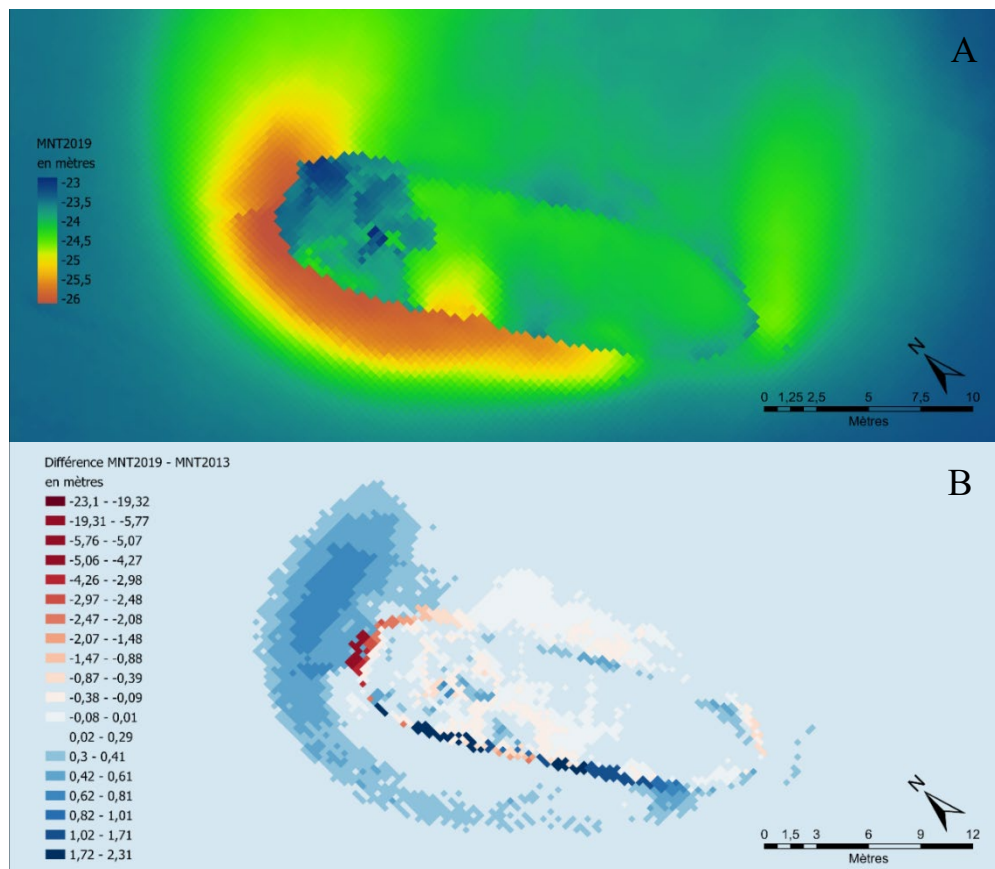 A
MNT2019
en mètres
-23
-23,5
-24
-24,5
-25
-25,5
-26
N
0 1,25 2,5 5 7,5 10
Mètres
Différence MNT2019 - MNT2013
en mètres
B
-23,1 - -19,32
-19,31 - -5,77
-5,76 - -5,07
-5,06 - -4,27
-4,26 - -2,98
-2,97 - -2,48
-2,47 - -2,08
-2,07 - -1,48
-1,47 - -0,88
-0,87 - -0,39
-0,38 - -0,09
-0,08 - 0,01
0,02 - 0,29
0,3 - 0,41
0,42 - 0,61
0,62 - 0,81
0,82 - 1,01
1,02 - 1,71
1,72 - 2,31
N
0 1,5 3 6 9 12
Mètres